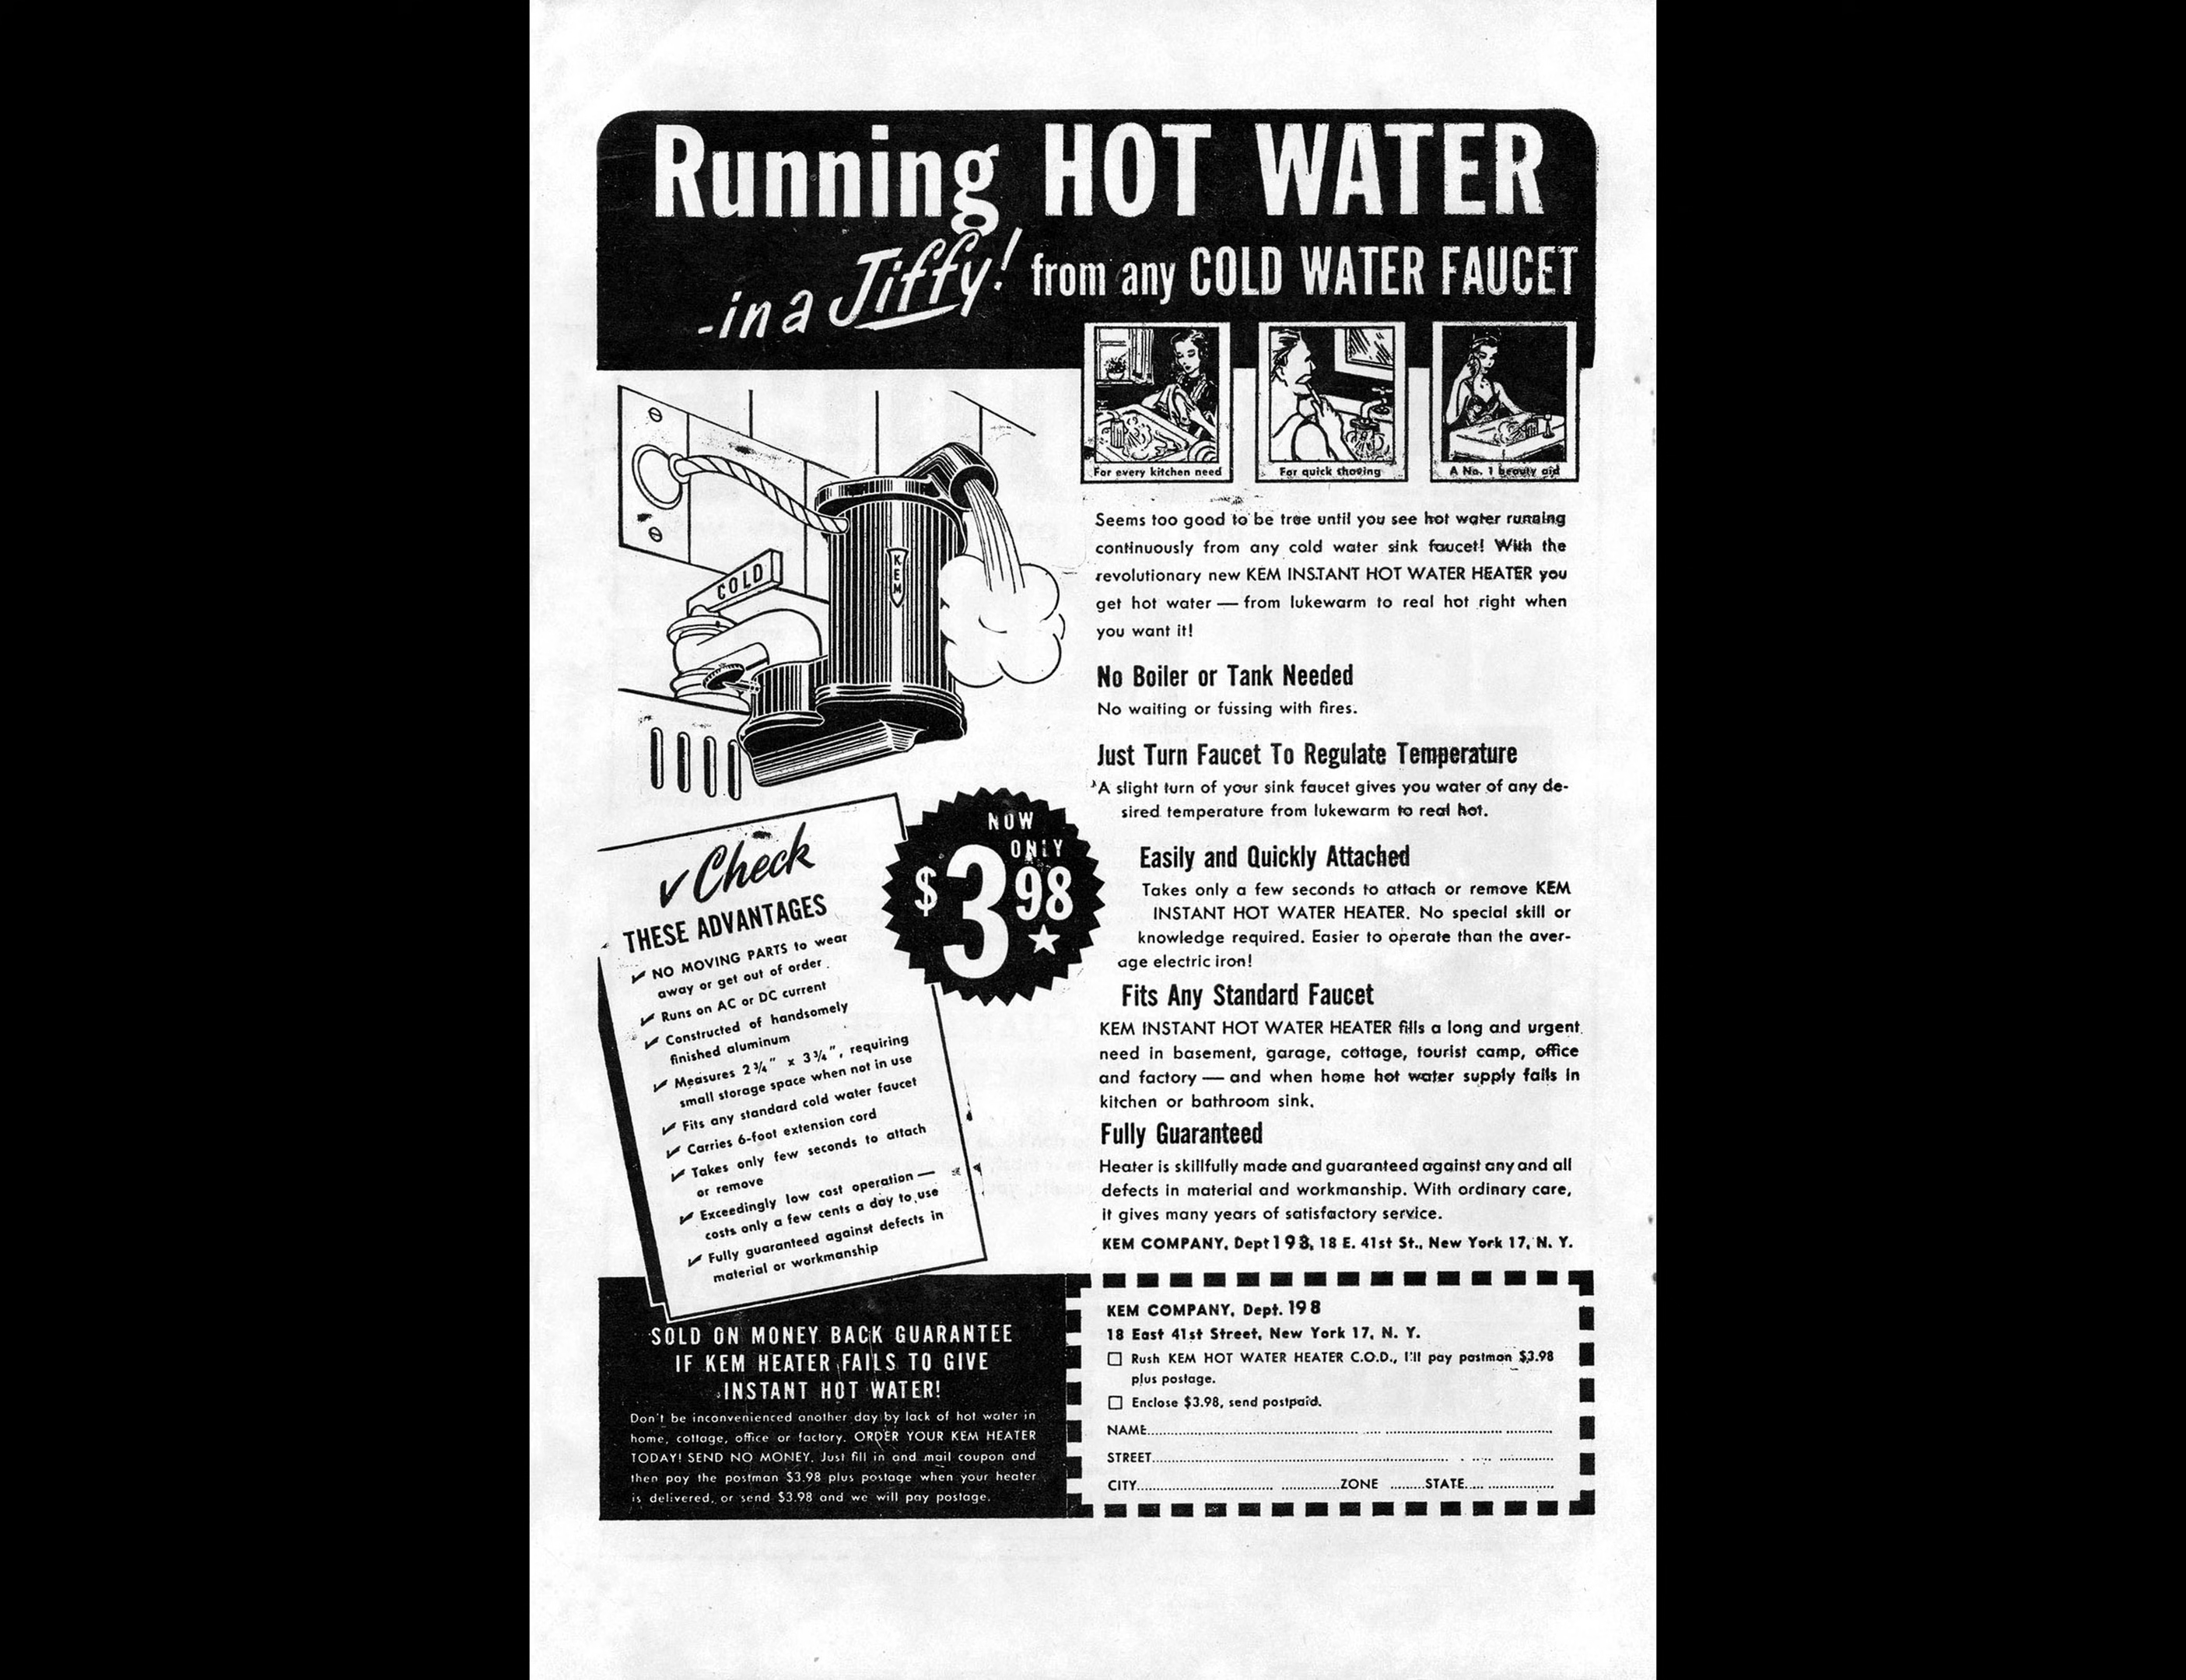 Running HOT WATER
-in a Jiffy! from any COLD WATER FAUCET
For every kitchen need
For quick shaving
A No. 1 beauty aid
COLD
KEM
Seems too good to be true until you see hot water running
continuously from any cold water sink faucet! With the
revolutionary new KEM INSTANT HOT WATER HEATER you
get hot water — from lukewarm to real hot right when
you want it!
No Boiler or Tank Needed
No waiting or fussing with fires.
Just Turn Faucet To Regulate Temperature
A slight turn of your sink faucet gives you water of any de-
sired temperature from lukewarm to real hot.
Easily and Quickly Attached
Takes only a few seconds to attach or remove KEM
INSTANT HOT WATER HEATER. No special skill or
knowledge required. Easier to operate than the aver-
age electric iron!
Fits Any Standard Faucet
KEM INSTANT HOT WATER HEATER fills a long and urgent
need in basement, garage, cottage, tourist camp, office
and factory — and when home hot water supply fails in
kitchen or bathroom sink.
Fully Guaranteed
Heater is skillfully made and guaranteed against any and all
defects in material and workmanship. With ordinary care,
it gives many years of satisfactory service.
KEM COMPANY, Dept 198, 18 E. 41st St., New York 17, N. Y.
NOW
ONLY
$3 98
✓ Check
THESE ADVANTAGES
✓ NO MOVING PARTS to wear
away or get out of order
✓ Runs on AC or DC current
✓ Constructed of handsomely
finished aluminum
✓ Measures 2¾" x 3¾", requiring
small storage space when not in use
✓ Fits any standard cold water faucet
✓ Carries 6-foot extension cord
✓ Takes only few seconds to attach
or remove
✓ Exceedingly low cost operation —
costs only a few cents a day to use
✓ Fully guaranteed against defects in
material or workmanship
SOLD ON MONEY BACK GUARANTEE
IF KEM HEATER FAILS TO GIVE
INSTANT HOT WATER!
Don't be inconvenienced another day by lack of hot water in
home, cottage, office or factory. ORDER YOUR KEM HEATER
TODAY! SEND NO MONEY. Just fill in and mail coupon and
then pay the postman $3.98 plus postage when your heater
is delivered, or send $3.98 and we will pay postage.
KEM COMPANY, Dept. 198
18 East 41st Street, New York 17, N. Y.
☐ Rush KEM HOT WATER HEATER C.O.D., I'll pay postman $3.98
plus postage.
☐ Enclose $3.98, send postpaid.
NAME
STREET
CITY ZONE STATE